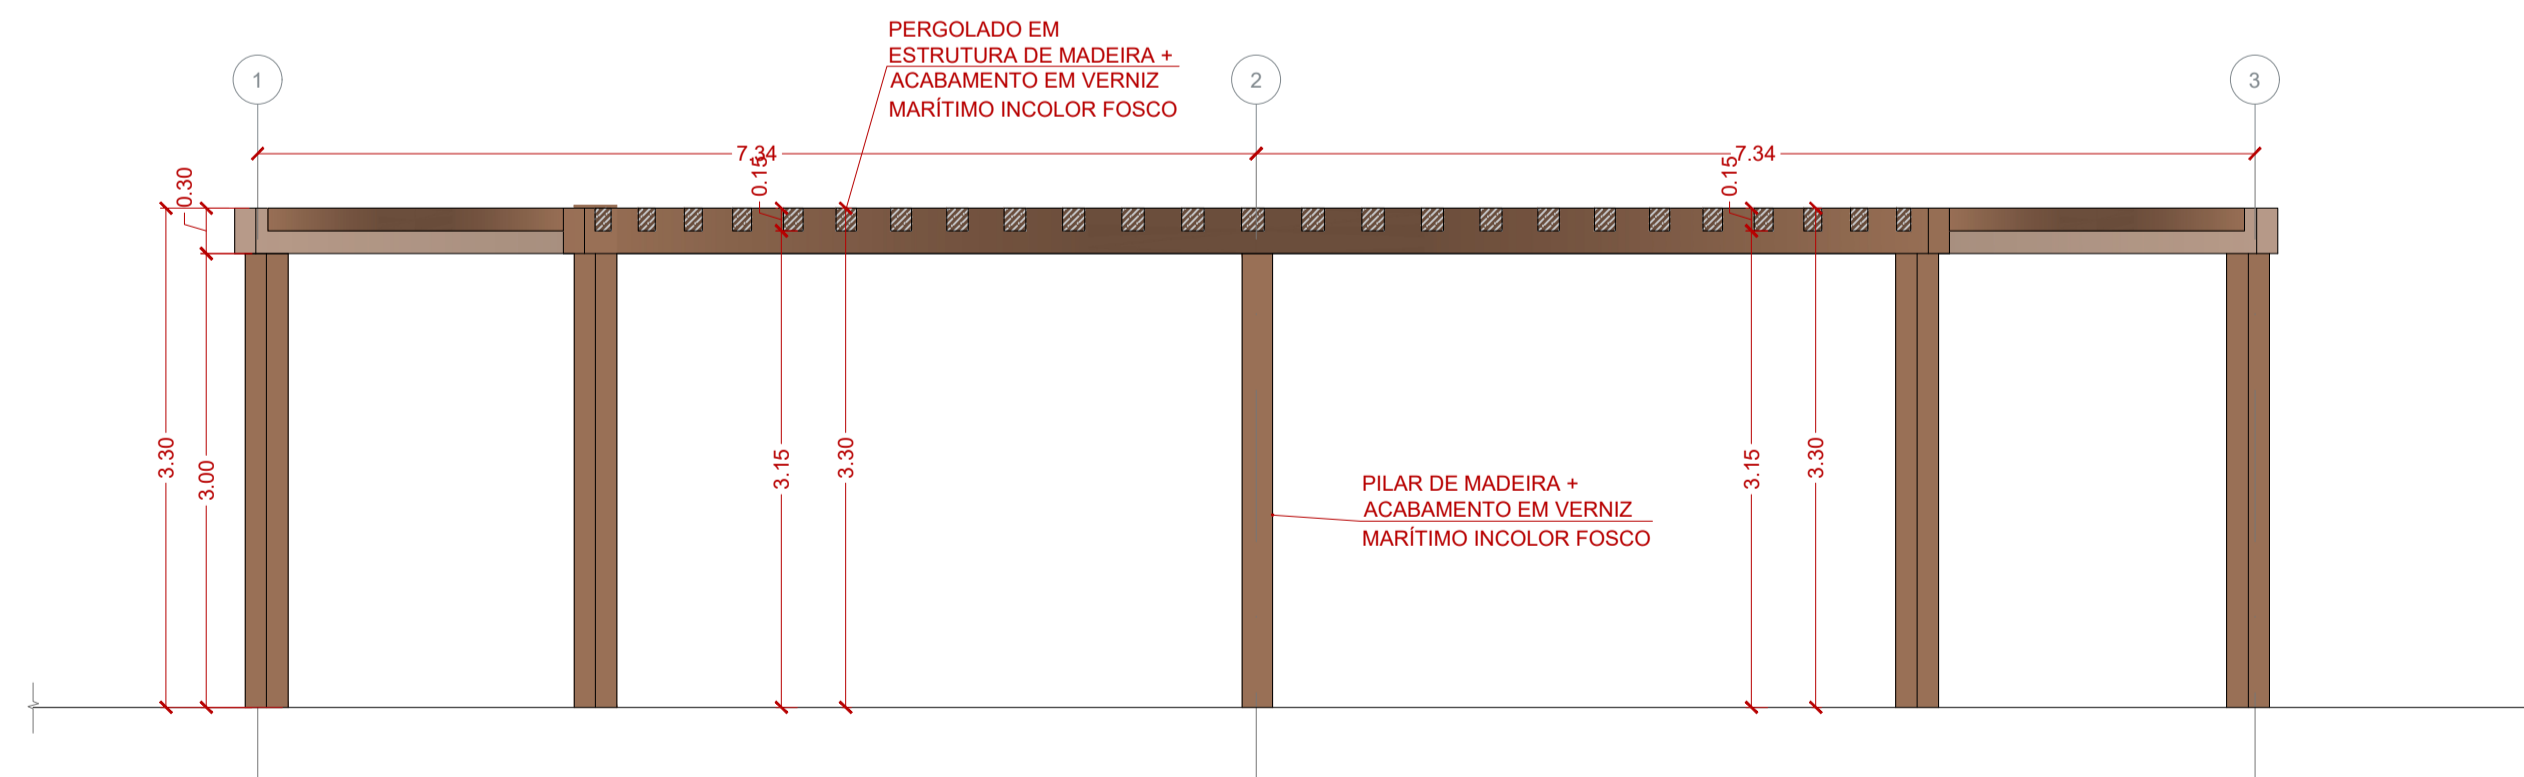 PERGOLADO EM
ESTRUTURA DE MADEIRA +
ACABAMENTO EM VERNIZ
MARÍTIMO INCOLOR FOSCO
1
2
3
7.34
7.34
0.30
0.15
0.15
3.30
3.00
3.15
3.30
3.15
3.30
PILAR DE MADEIRA +
ACABAMENTO EM VERNIZ
MARÍTIMO INCOLOR FOSCO